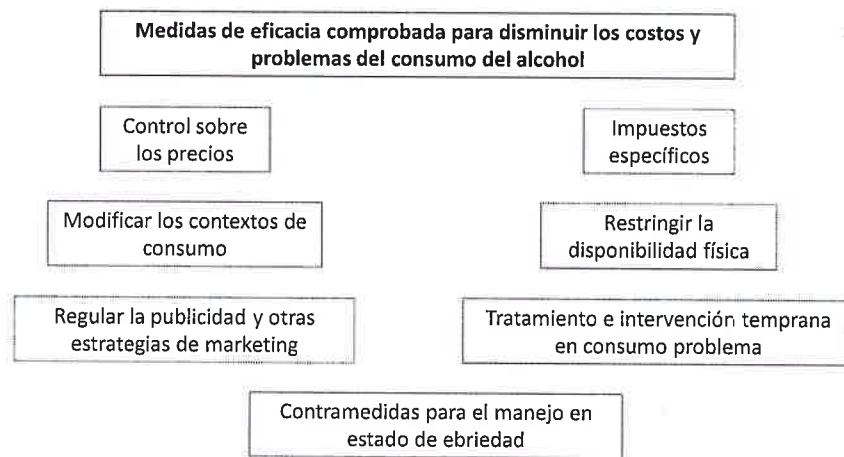 Medidas de eficacia comprobada para disminuir los costos y
problemas del consumo del alcohol
Control sobre
los precios
Impuestos
específicos
Modificar los contextos de
consumo
Restringir la
disponibilidad física
Regular la publicidad y otras
estrategias de marketing
Tratamiento e intervención temprana
en consumo problema
Contramedidas para el manejo en
estado de ebriedad